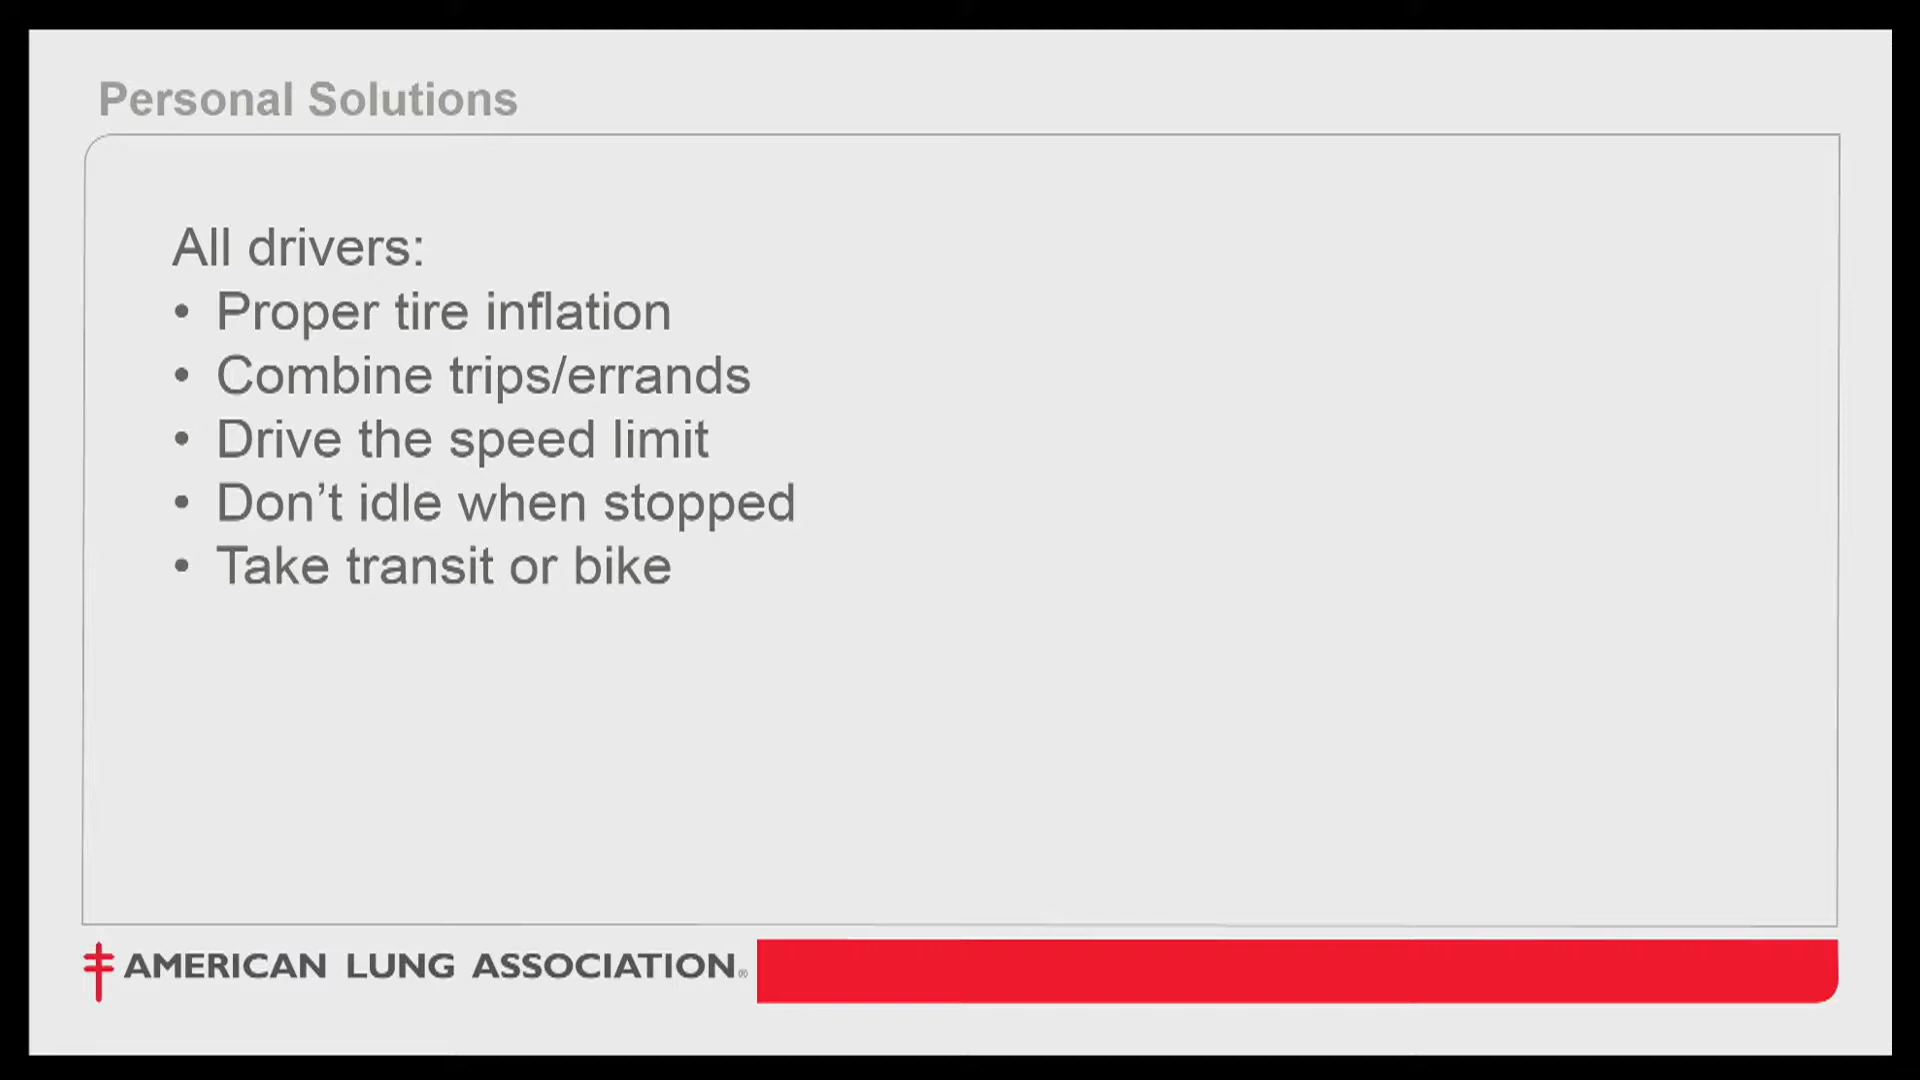 Personal Solutions
All drivers:
• Proper tire inflation
• Combine trips/errands
• Drive the speed limit
• Don’t idle when stopped
• Take transit or bike
AMERICAN LUNG ASSOCIATION®